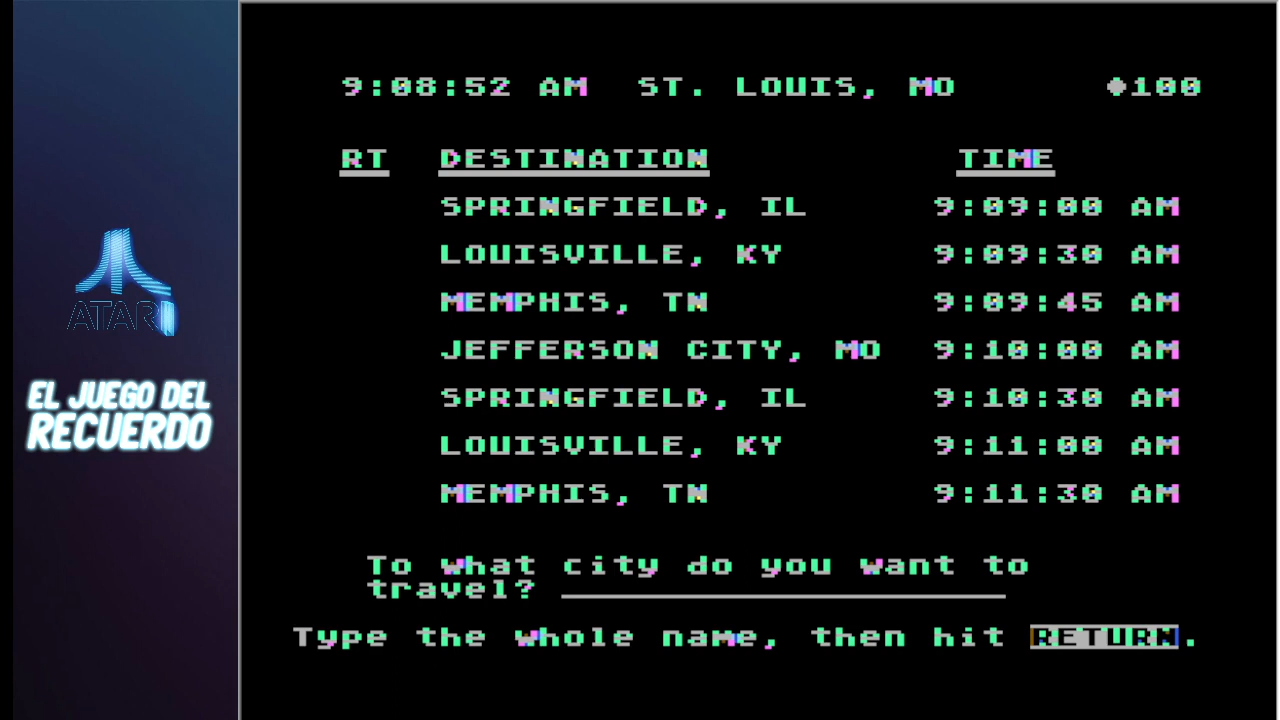 9:08:52 AM ST. LOUIS, MO ♦100
RT DESTINATION TIME
SPRINGFIELD, IL 9:09:00 AM
LOUISVILLE, KY 9:09:30 AM
MEMPHIS, TN 9:09:45 AM
JEFFERSON CITY, MO 9:10:00 AM
SPRINGFIELD, IL 9:10:30 AM
LOUISVILLE, KY 9:11:00 AM
MEMPHIS, TN 9:11:30 AM
To what city do you want to
travel?
Type the whole name, then hit RETURN.
ATARI
EL JUEGO DEL
RECUERDO